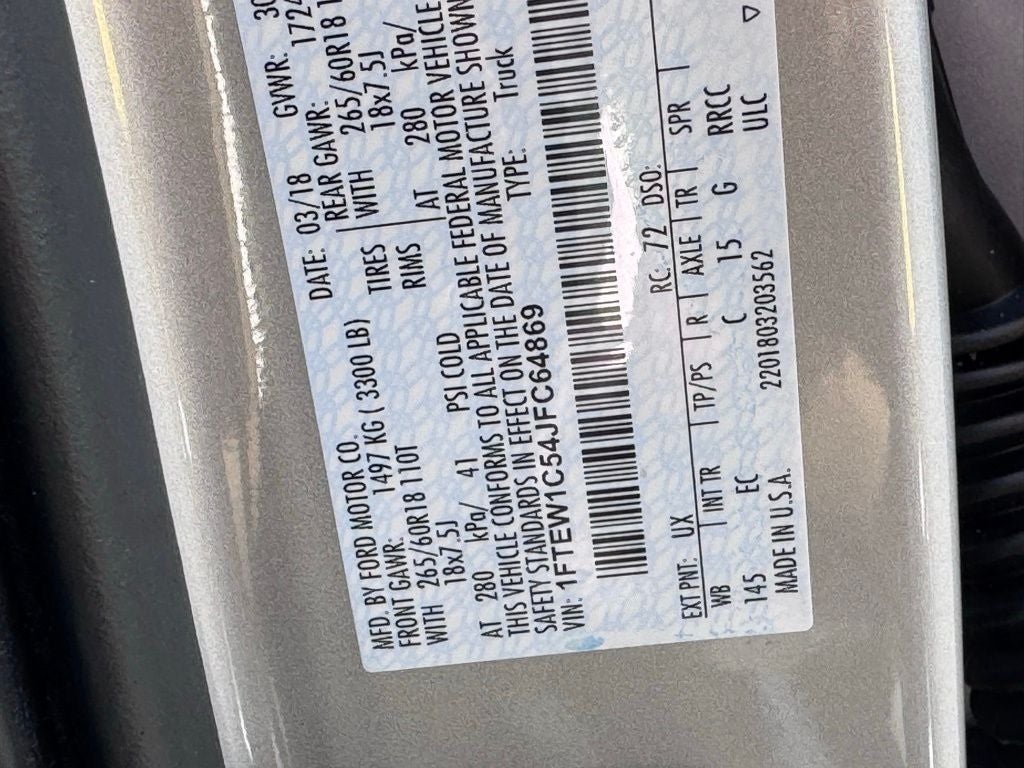 MFD. BY FORD MOTOR CO. DATE: 03/18 GVWR: 30
FRONT GAWR: 1497 KG ( 3300 LB) REAR GAWR: 1724
WITH 265/60R18 110T TIRES WITH 265/60R18 1
18x7.5J RIMS 18x7.5J
AT 280 kPa/ 41 PSI COLD AT 280 kPa/
THIS VEHICLE CONFORMS TO ALL APPLICABLE FEDERAL MOTOR VEHICLE
SAFETY STANDARDS IN EFFECT ON THE DATE OF MANUFACTURE SHOWN
VIN: 1FTEW1C54JFC64869 TYPE: Truck
EXT PNT: UX RC: 72 DSO:
WB INT TR TP/PS R AXLE TR SPR
145 EC C 15 G RRCC
MADE IN U.S.A. 220180320​3562 ULC